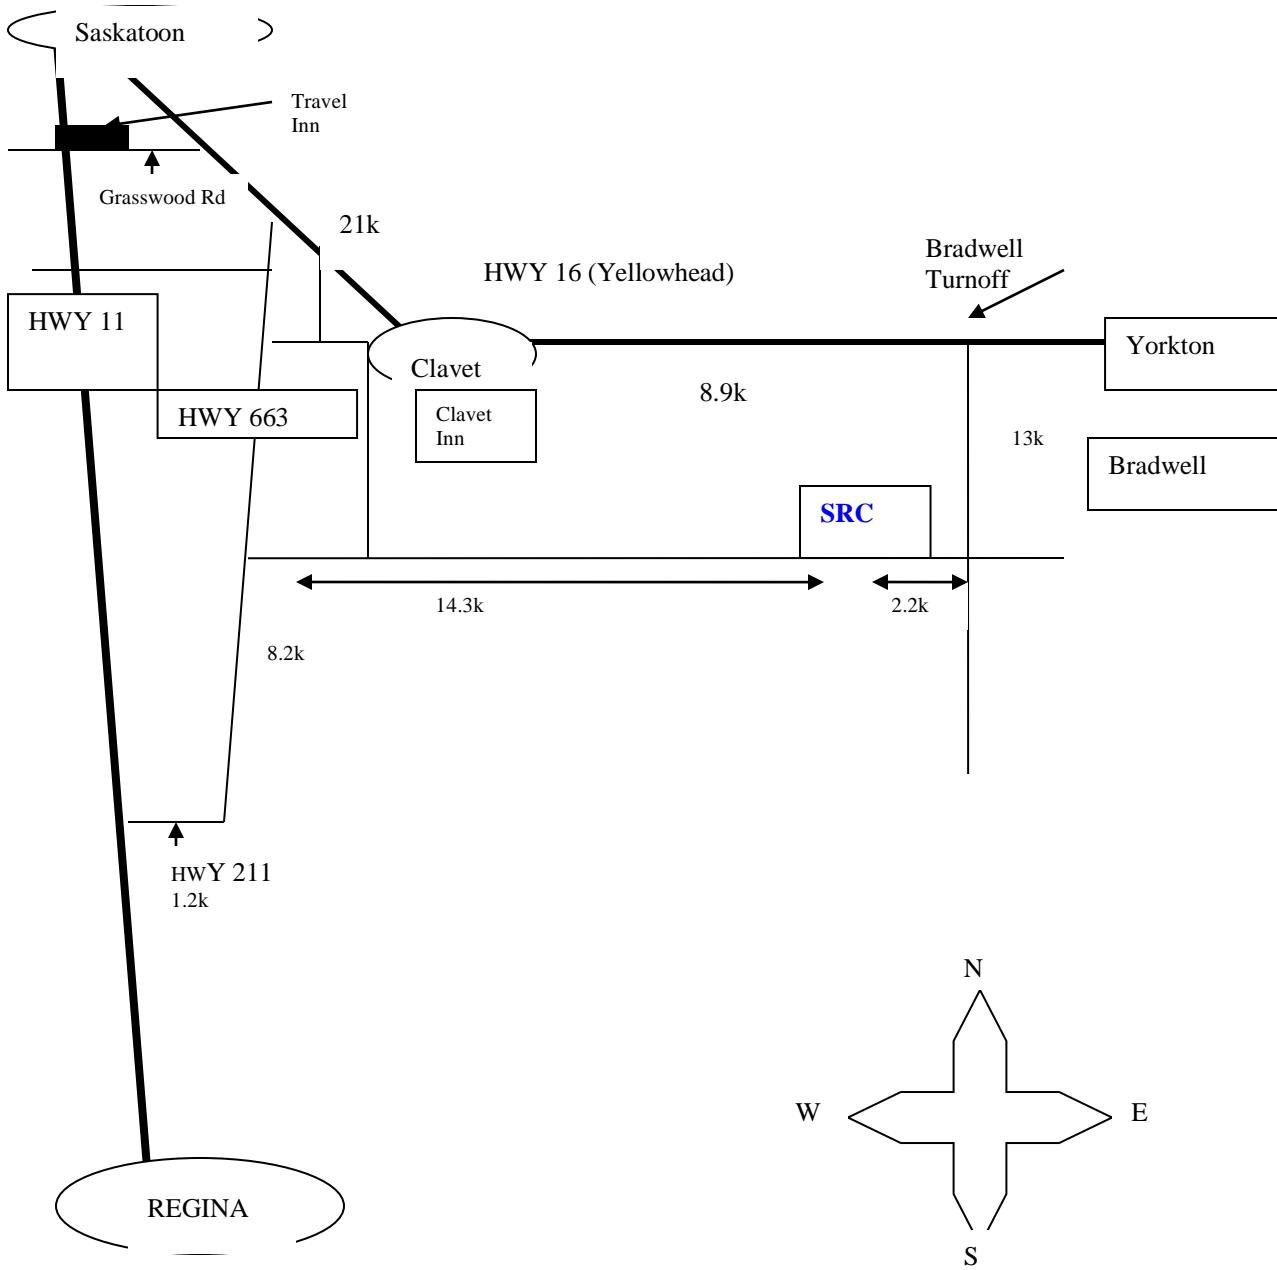 Saskatoon
Travel
Inn
Grasswood Rd
21k
Bradwell
Turnoff
HWY 16 (Yellowhead)
HWY 11
Yorkton
Clavet
8.9k
HWY 663
Clavet
Inn
13k
Bradwell
SRC
14.3k
2.2k
8.2k
HWY 211
1.2k
N
W
E
REGINA
S